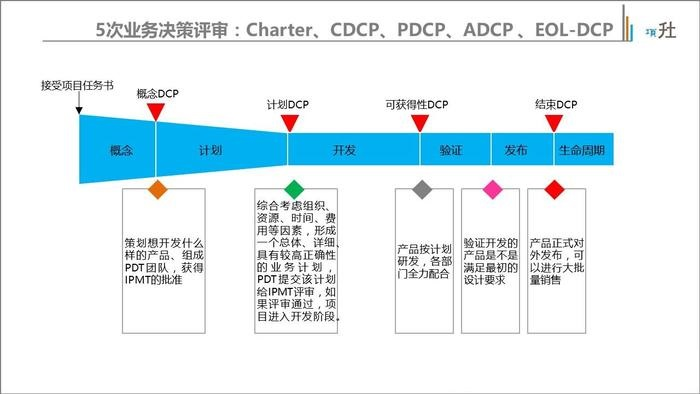 5次业务决策评审：Charter、CDCP、PDCP、ADCP 、EOL-DCP
項升
接受项目任务书
概念DCP
计划DCP
可获得性DCP
结束DCP
概念
计划
开发
验证
发布
生命周期
策划想开发什么
样的产品、组成
PDT团队，获得
IPMT的批准
综合考虑组织、
资源、时间、费
用等因素，形成
一个总体、详细、
具有较高正确性
的业务计划，
PDT提交该计划
给IPMT评审，如
果评审通过，项
目进入开发阶段。
产品按计划
研发，各部
门全力配合
验证开发的
产品是不是
满足最初的
设计要求
产品正式对
外发布，可
以进行大批
量销售